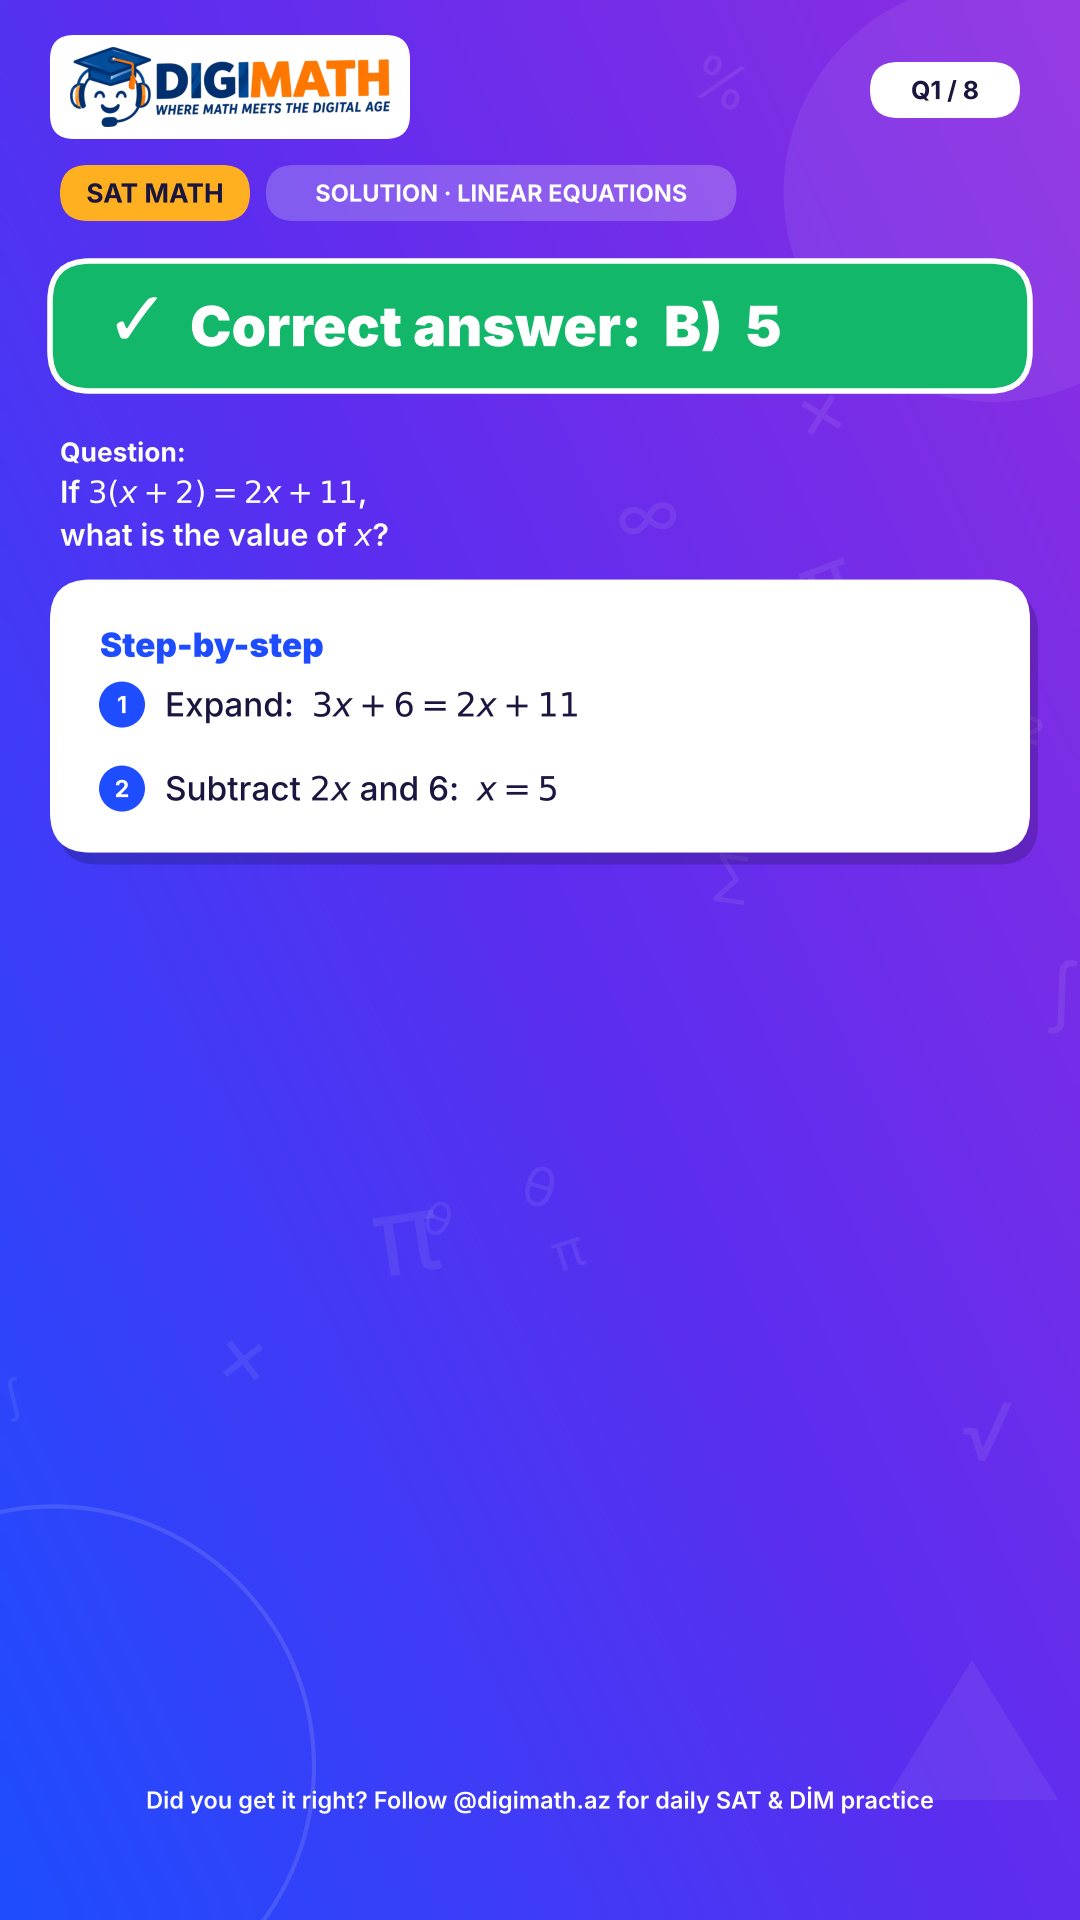 DIGIMATH
WHERE MATH MEETS THE DIGITAL AGE
Q1 / 8
SAT MATH
SOLUTION · LINEAR EQUATIONS
✓ Correct answer: B) 5
Question:
If 3(x + 2) = 2x + 11,
what is the value of x?
Step-by-step
1 Expand: 3x + 6 = 2x + 11
2 Subtract 2x and 6: x = 5
Did you get it right? Follow @digimath.az for daily SAT & DİM practice